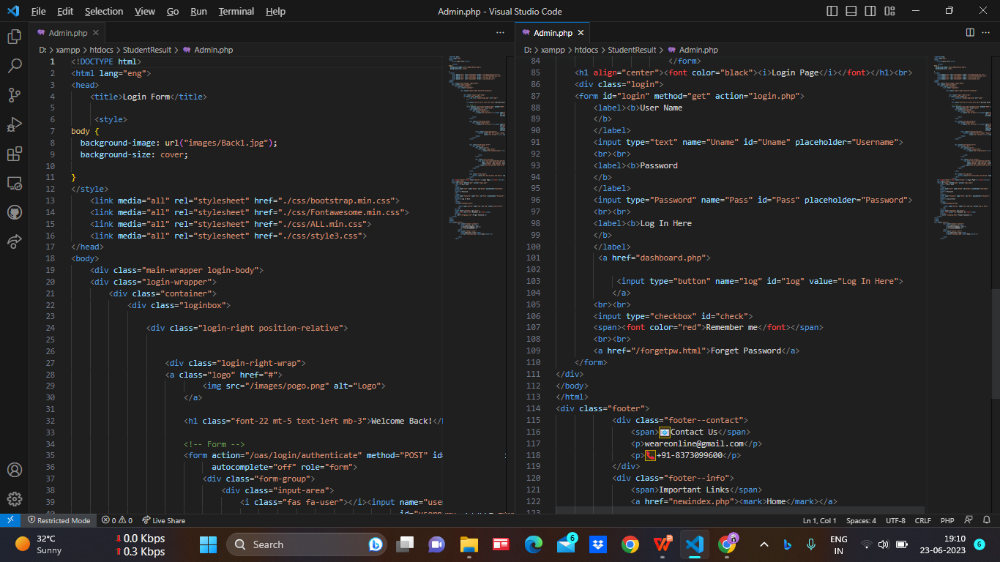 File Edit Selection View Go Run Terminal Help
Admin.php - Visual Studio Code
Admin.php
D: > xampp > htdocs > StudentResult > Admin.php
1 <!DOCTYPE html>
2 <html lang="eng">
3 <head>
4 <title>Login Form</title>
5
6 <style>
7 body {
8 background-image: url("images/Back1.jpg");
9 background-size: cover;
10
11 }
12 </style>
13 <link media="all" rel="stylesheet" href="./css/bootstrap.min.css">
14 <link media="all" rel="stylesheet" href="./css/Fontawesome.min.css">
15 <link media="all" rel="stylesheet" href="./css/ALL.min.css">
16 <link media="all" rel="stylesheet" href="./css/style3.css">
17 </head>
18 <body>
19 <div class="main-wrapper login-body">
20 <div class="login-wrapper">
21 <div class="container">
22 <div class="loginbox">
23
24 <div class="login-right position-relative">
25
26
27 <div class="login-right-wrap">
28 <a class="logo" href="#">
29 <img src="/images/pogo.png" alt="Logo">
30 </a>
31
32 <h1 class="font-22 mt-5 text-left mb-3">Welcome Back!</
33
34 <!-- Form -->
35 <form action="/oas/login/authenticate" method="POST" id=
36 autocomplete="off" role="form">
37 <div class="form-group">
38 <div class="input-area">
39 <i class="fas fa-user"></i><input name="use
Admin.php
D: > xampp > htdocs > StudentResult > Admin.php
84 </form>
85 <h1 align="center"><font color="black"><i>Login Page</i></font></h1><br>
86 <div class="login">
87 <form id="login" method="get" action="login.php">
88 <label><b>User Name
89 </b>
90 </label>
91 <input type="text" name="Uname" id="Uname" placeholder="Username">
92 <br><br>
93 <label><b>Password
94 </b>
95 </label>
96 <input type="Password" name="Pass" id="Pass" placeholder="Password">
97 <br><br>
98 <label><b>Log In Here
99 </b>
100 </label>
101 <a href="dashboard.php">
102
103 <input type="button" name="log" id="log" value="Log In Here">
104 </a>
105 <br><br>
106 <input type="checkbox" id="check">
107 <span><font color="red">Remember me</font></span>
108 <br><br>
109 <a href="/forgetpw.html">Forget Password</a>
110 </form>
111 </div>
112 </body>
113 </html>
114 <div class="footer">
115 <div class="footer--contact">
116 <span>📧Contact Us</span>
117 <p>weareonline@gmail.com</p>
118 <p>📞+91-8373099600</p>
119 </div>
120 <div class="footer--info">
121 <span>Important Links</span>
122 <a href="newindex.php"><mark>Home</mark></a>
Restricted Mode 0 0 Live Share
Ln 1, Col 1 Spaces: 4 UTF-8 CRLF PHP
32°C
Sunny
0.0 Kbps
0.3 Kbps
Search
6
ENG
IN
19:10
23-06-2023
6